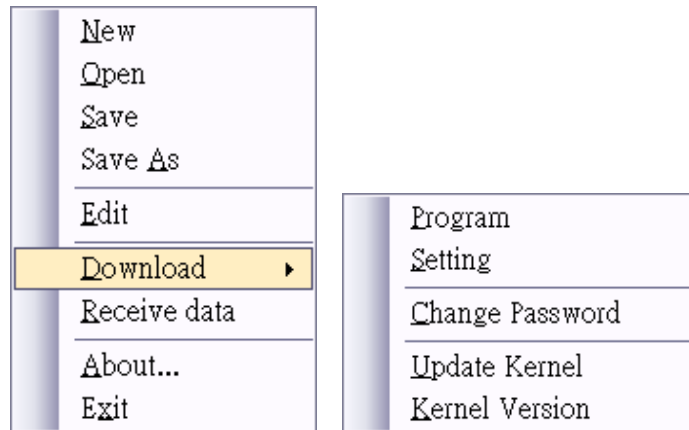 New
Open
Save
Save As
Edit
Download
Receive data
About...
Exit
Program
Setting
Change Password
Update Kernel
Kernel Version